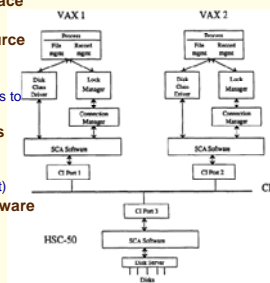 ace
VAX 1
VAX 2
Process
File Record
mgmt mgmt
Process
File Record
mgmt mgmt
urce
Disk
Class
Driver
Lock
Manager
Disk
Class
Driver
Lock
Manager
s to
Connection
Manager
Connection
Manager
s
SCA Software
SCA Software
CI Port 1
CI Port 2
t)
CI
ware
CI Port 3
HSC-50
SCA Software
Disk Server
Disks